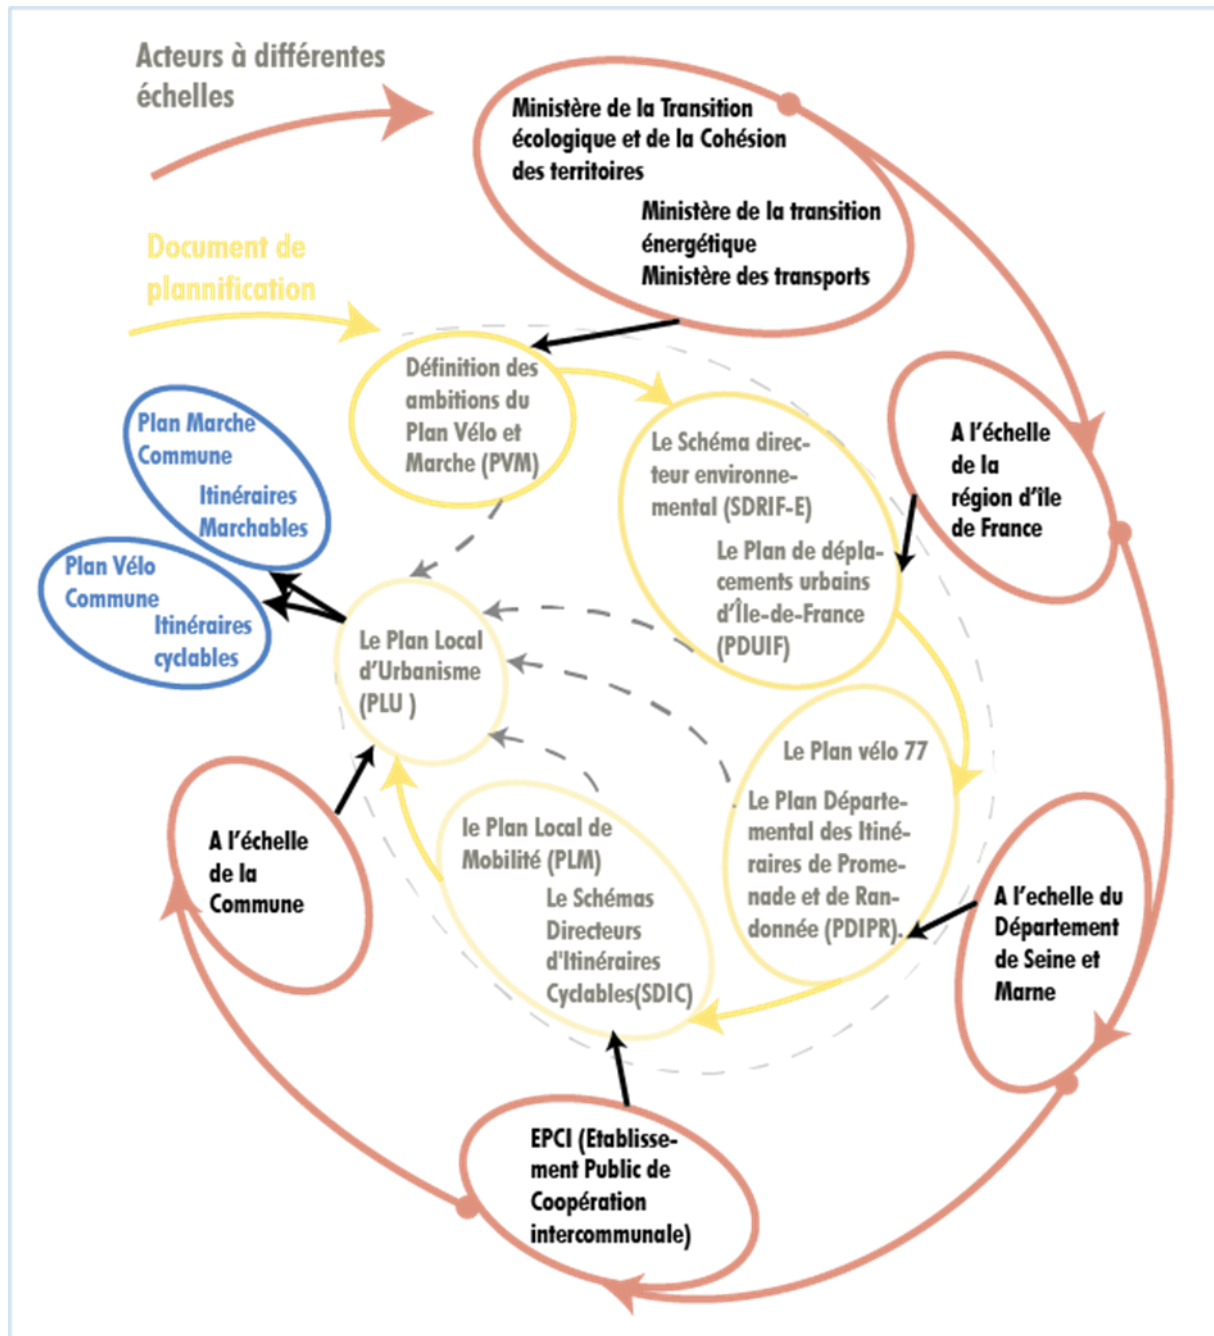 Acteurs à différentes
échelles
Ministère de la Transition
écologique et de la Cohésion
des territoires
Ministère de la transition
énergétique
Ministère des transports
Document de
plannification
Définition des
ambitions du
Plan Vélo et
Marche (PVM)
Plan Marche
Commune
Itinéraires
Marchables
Plan Vélo
Commune
Itinéraires
cyclables
Le Schéma direc-
teur environne-
mental (SDRIF-E)
Le Plan de dépla-
cements urbains
d'Île-de-France
(PDUIF)
A l'échelle
de la
région d'île
de France
Le Plan Local
d'Urbanisme
(PLU )
Le Plan vélo 77
Le Plan Départe-
mental des Itiné-
raires de Prome-
nade et de Ran-
donnée (PDIPR).
A l'echelle du
Département
de Seine et
Marne
le Plan Local de
Mobilité (PLM)
Le Schémas
Directeurs
d'Itinéraires
Cyclables(SDIC)
A l'échelle
de la
Commune
EPCI (Etablisse-
ment Public de
Coopération
intercommunale)